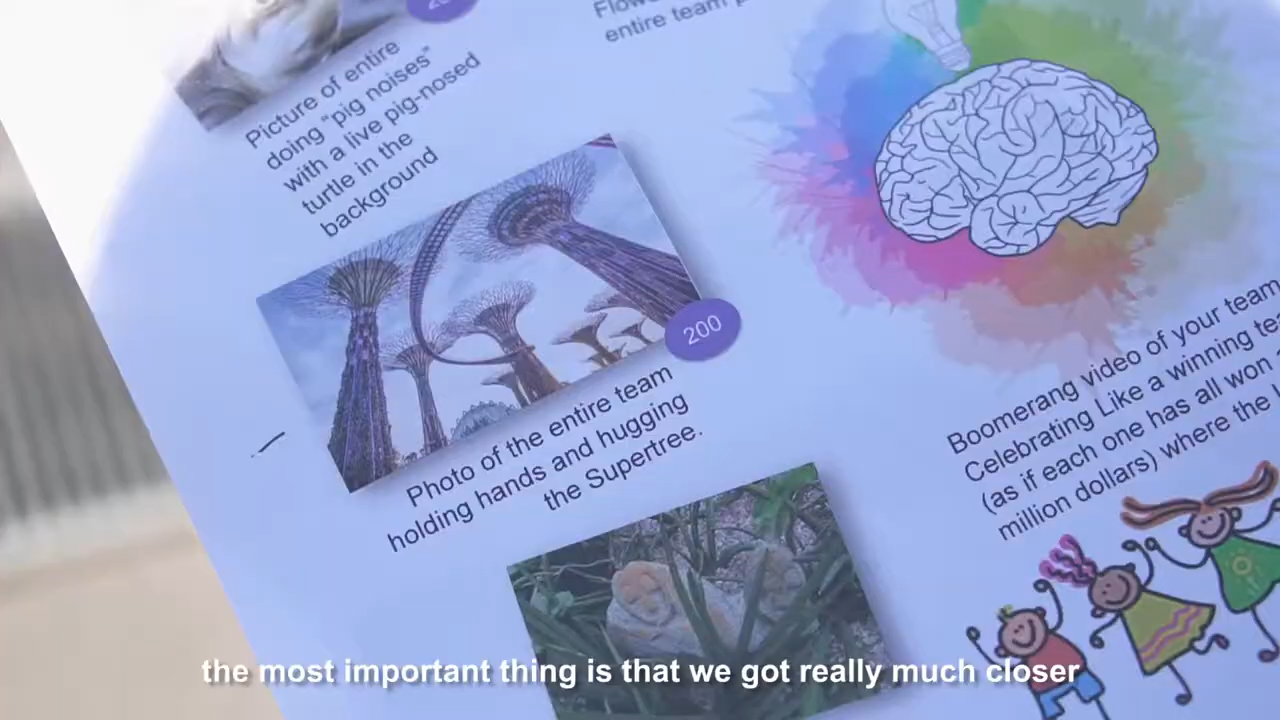 Picture of entire
doing “pig noises”
with a live pig-nosed
turtle in the
background
200
Photo of the entire team
holding hands and hugging
the Supertree.
entire team
Boomerang video of your team
Celebrating Like a winning
(as if each one has all won
million dollars) where the
the most important thing is that we got really much closer